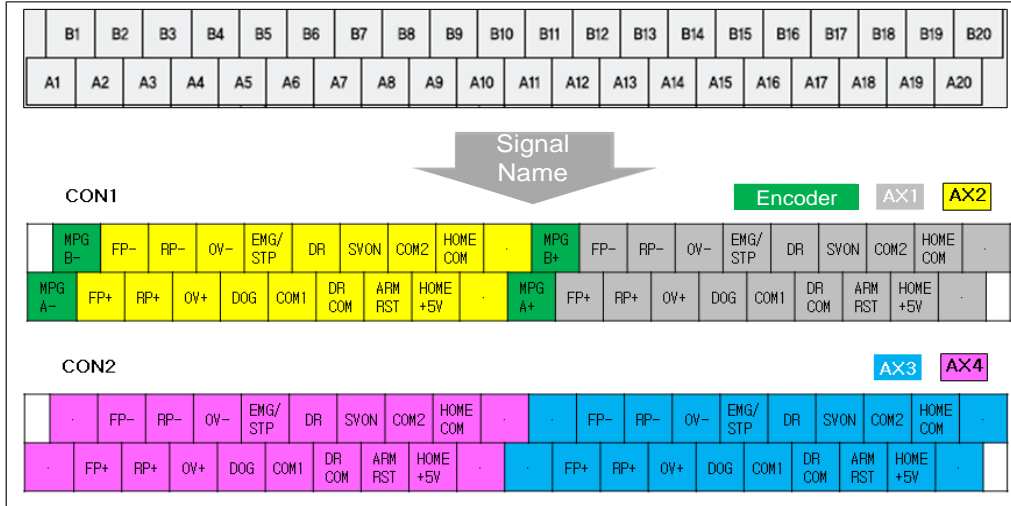 B1 B2 B3 B4 B5 B6 B7 B8 B9 B10 B11 B12 B13 B14 B15 B16 B17 B18 B19 B20
A1 A2 A3 A4 A5 A6 A7 A8 A9 A10 A11 A12 A13 A14 A15 A16 A17 A18 A19 A20
Signal
Name
CON1
Encoder AX1 AX2
MPG B- FP- RP- OV- EMG/ STP DR SVON COM2 HOME COM · MPG B+ FP- RP- OV- EMG/ STP DR SVON COM2 HOME COM ·
MPG A- FP+ RP+ OV+ DOG COM1 DR COM ARM RST HOME +5V · MPG A+ FP+ RP+ OV+ DOG COM1 DR COM ARM RST HOME +5V ·
CON2
AX3 AX4
· FP- RP- OV- EMG/ STP DR SVON COM2 HOME COM · · FP- RP- OV- EMG/ STP DR SVON COM2 HOME COM ·
· FP+ RP+ OV+ DOG COM1 DR COM ARM RST HOME +5V · · FP+ RP+ OV+ DOG COM1 DR COM ARM RST HOME +5V ·